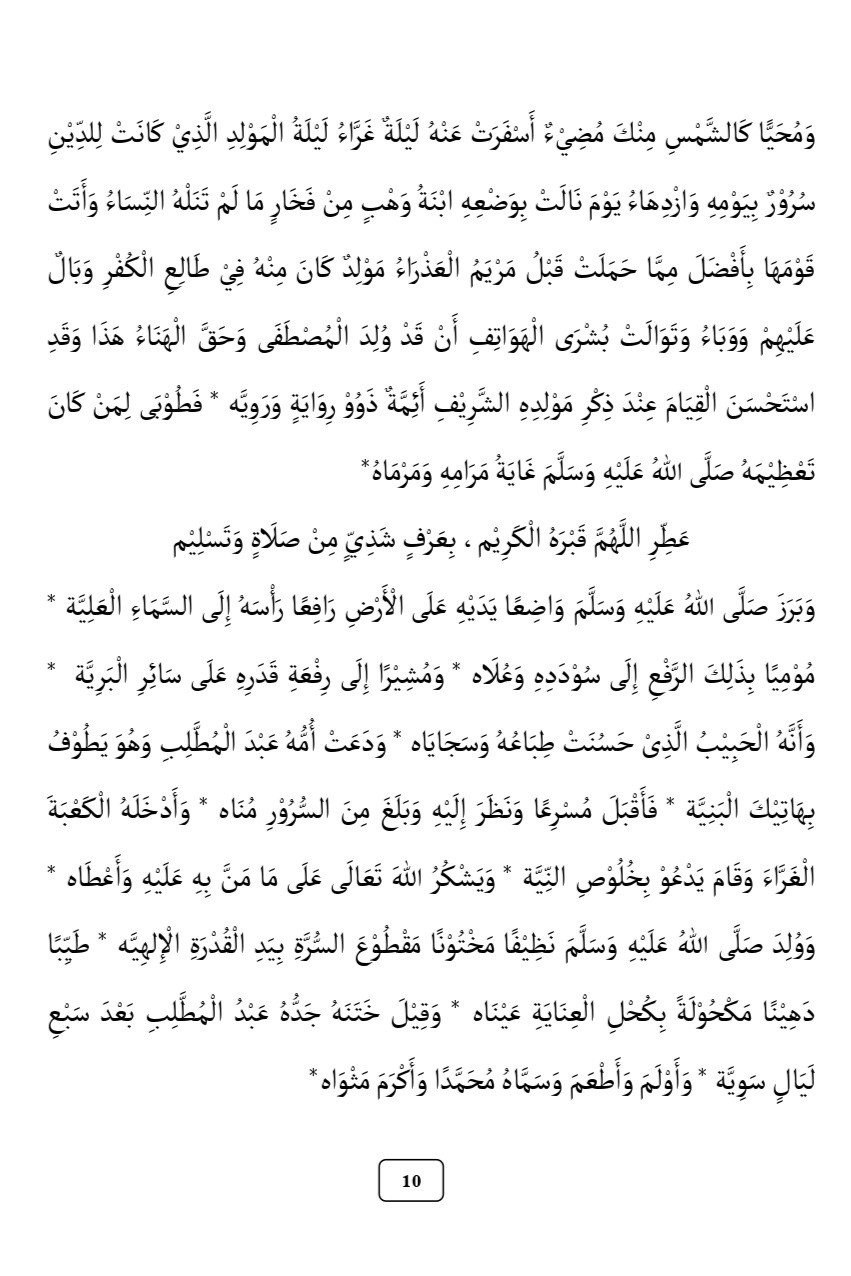 وَمُحَيًّا كَالشَّمْسِ مِنْكَ مُضِيْءٌ أَسْفَرَتْ عَنْهُ لَيْلَةٌ غَرَّاءُ لَيْلَةُ الْمَوْلِدِ الَّذِيْ كَانَتْ لِلدِّيْنِ
سُرُوْرٌ بِيَوْمِهِ وَازْدِهَاءُ يَوْمَ نَالَتْ بِوَضْعِهِ ابْنَةُ وَهْبٍ مِنْ فَخَارٍ مَا لَمْ تَنَلْهُ النِّسَاءُ وَأَتَتْ
قَوْمَهَا بِأَفْضَلَ مِمَّا حَمَلَتْ قَبْلُ مَرْيَمُ الْعَذْرَاءُ مَوْلِدٌ كَانَ مِنْهُ فِيْ طَالِعِ الْكُفْرِ وَبَالٌ
عَلَيْهِمْ وَوَبَاءُ وَتَوَالَتْ بُشْرَى الْهَوَاتِفِ أَنْ قَدْ وُلِدَ الْمُصْطَفَى وَحَقَّ الْهَنَاءُ هَذَا وَقَدِ
اسْتَحْسَنَ الْقِيَامَ عِنْدَ ذِكْرِ مَوْلِدِهِ الشَّرِيْفِ أَئِمَّةٌ ذَوُوْ رِوَايَةٍ وَرَوِيَّه * فَطُوْبَى لِمَنْ كَانَ
تَعْظِيْمَهُ صَلَّى اللهُ عَلَيْهِ وَسَلَّمَ غَايَةُ مَرَامِهِ وَمَرْمَاهُ*
عَطِّرِ اللَّهُمَّ قَبْرَهُ الْكَرِيْم ، بِعَرْفٍ شَذِيٍّ مِنْ صَلَاةٍ وَتَسْلِيْم
وَبَرَزَ صَلَّى اللهُ عَلَيْهِ وَسَلَّمَ وَاضِعًا يَدَيْهِ عَلَى الْأَرْضِ رَافِعًا رَأْسَهُ إِلَى السَّمَاءِ الْعَلِيَّة *
مُوْمِيًا بِذَلِكَ الرَّفْعِ إِلَى سُوْدَدِهِ وَعُلَاه * وَمُشِيْرًا إِلَى رِفْعَةِ قَدَرِهِ عَلَى سَائِرِ الْبَرِيَّة *
وَأَنَّهُ الْحَبِيْبُ الَّذِىْ حَسُنَتْ طِبَاعُهُ وَسَجَايَاه * وَدَعَتْ أُمُّهُ عَبْدَ الْمُطَّلِبِ وَهُوَ يَطُوْفُ
بِهَاتِيْكَ الْبَنِيَّة * فَأَقْبَلَ مُسْرِعًا وَنَظَرَ إِلَيْهِ وَبَلَغَ مِنَ السُّرُوْرِ مُنَاه * وَأَدْخَلَهُ الْكَعْبَةَ
الْغَرَّاءَ وَقَامَ يَدْعُوْ بِخُلُوْصِ النِّيَّة * وَيَشْكُرُ اللهَ تَعَالَى عَلَى مَا مَنَّ بِهِ عَلَيْهِ وَأَعْطَاه *
وَوُلِدَ صَلَّى اللهُ عَلَيْهِ وَسَلَّمَ نَظِيْفًا مَخْتُوْنًا مَقْطُوْعَ السُّرَّةِ بِيَدِ الْقُدْرَةِ الْإِلهِيَّه * طَيِّبًا
دَهِيْنًا مَكْحُوْلَةً بِكُحْلِ الْعِنَايَةِ عَيْنَاه * وَقِيْلَ خَتَنَهُ جَدُّهُ عَبْدُ الْمُطَّلِبِ بَعْدَ سَبْعِ
لَيَالٍ سَوِيَّة * وَأَوْلَمَ وَأَطْعَمَ وَسَمَّاهُ مُحَمَّدًا وَأَكْرَمَ مَثْوَاه*
10